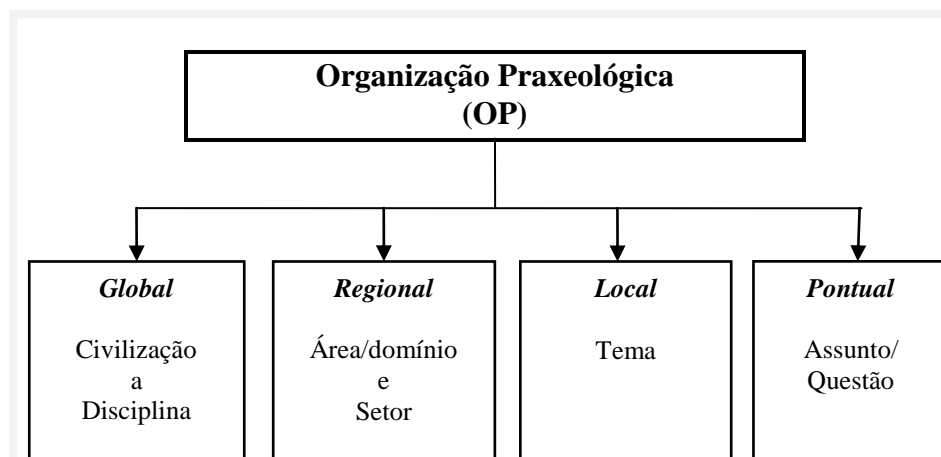 Organização Praxeológica
(OP)
Global
Civilização
a
Disciplina
Regional
Área/domínio
e
Setor
Local
Tema
Pontual
Assunto/
Questão